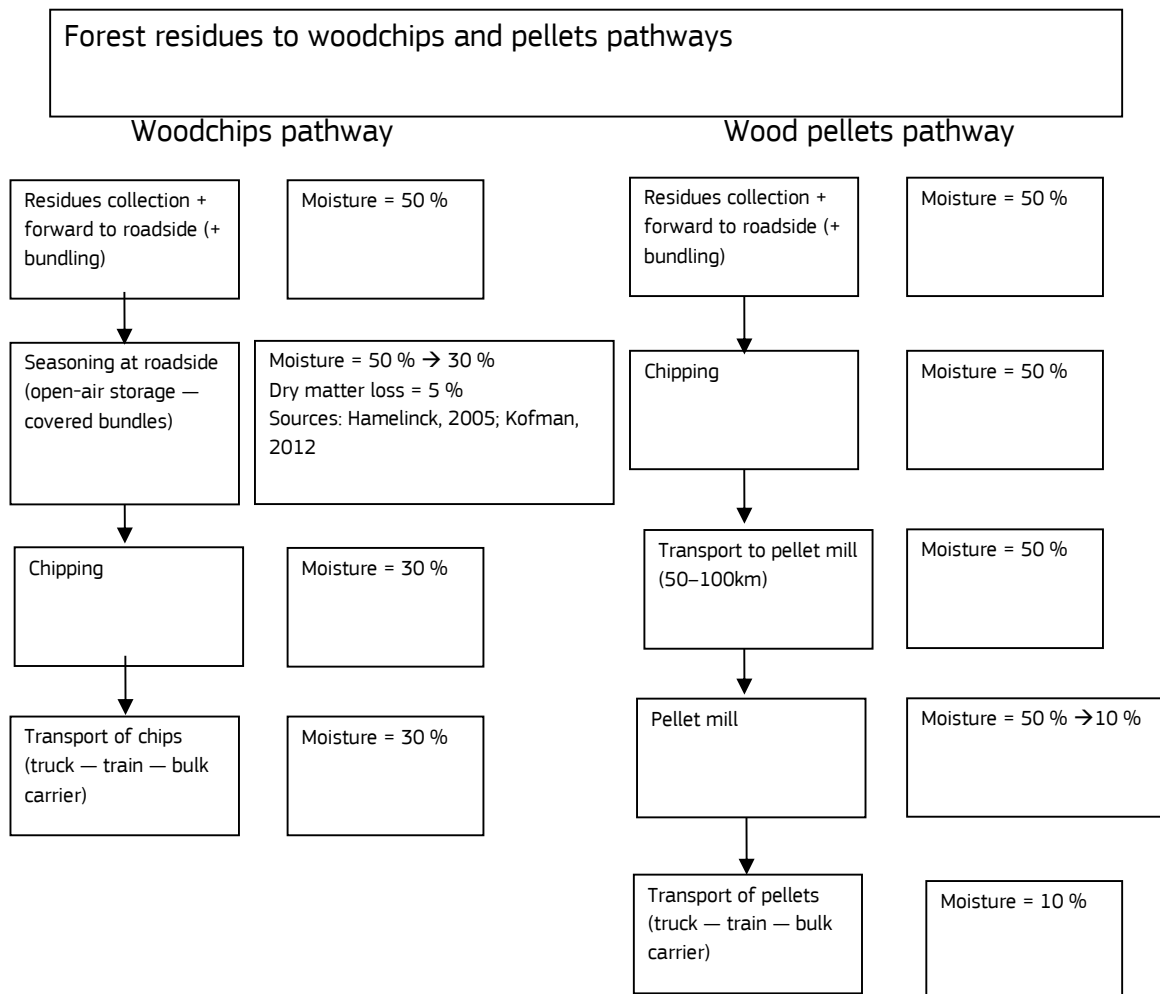 Forest residues to woodchips and pellets pathways
Woodchips pathway
Residues collection +
forward to roadside (+
bundling)
Moisture = 50 %
Seasoning at roadside
(open-air storage —
covered bundles)
Moisture = 50 % → 30 %
Dry matter loss = 5 %
Sources: Hamelinck, 2005; Kofman,
2012
Chipping
Moisture = 30 %
Transport of chips
(truck — train — bulk
carrier)
Moisture = 30 %
Wood pellets pathway
Residues collection +
forward to roadside (+
bundling)
Moisture = 50 %
Chipping
Moisture = 50 %
Transport to pellet mill
(50–100km)
Moisture = 50 %
Pellet mill
Moisture = 50 % →10 %
Transport of pellets
(truck — train — bulk
carrier)
Moisture = 10 %